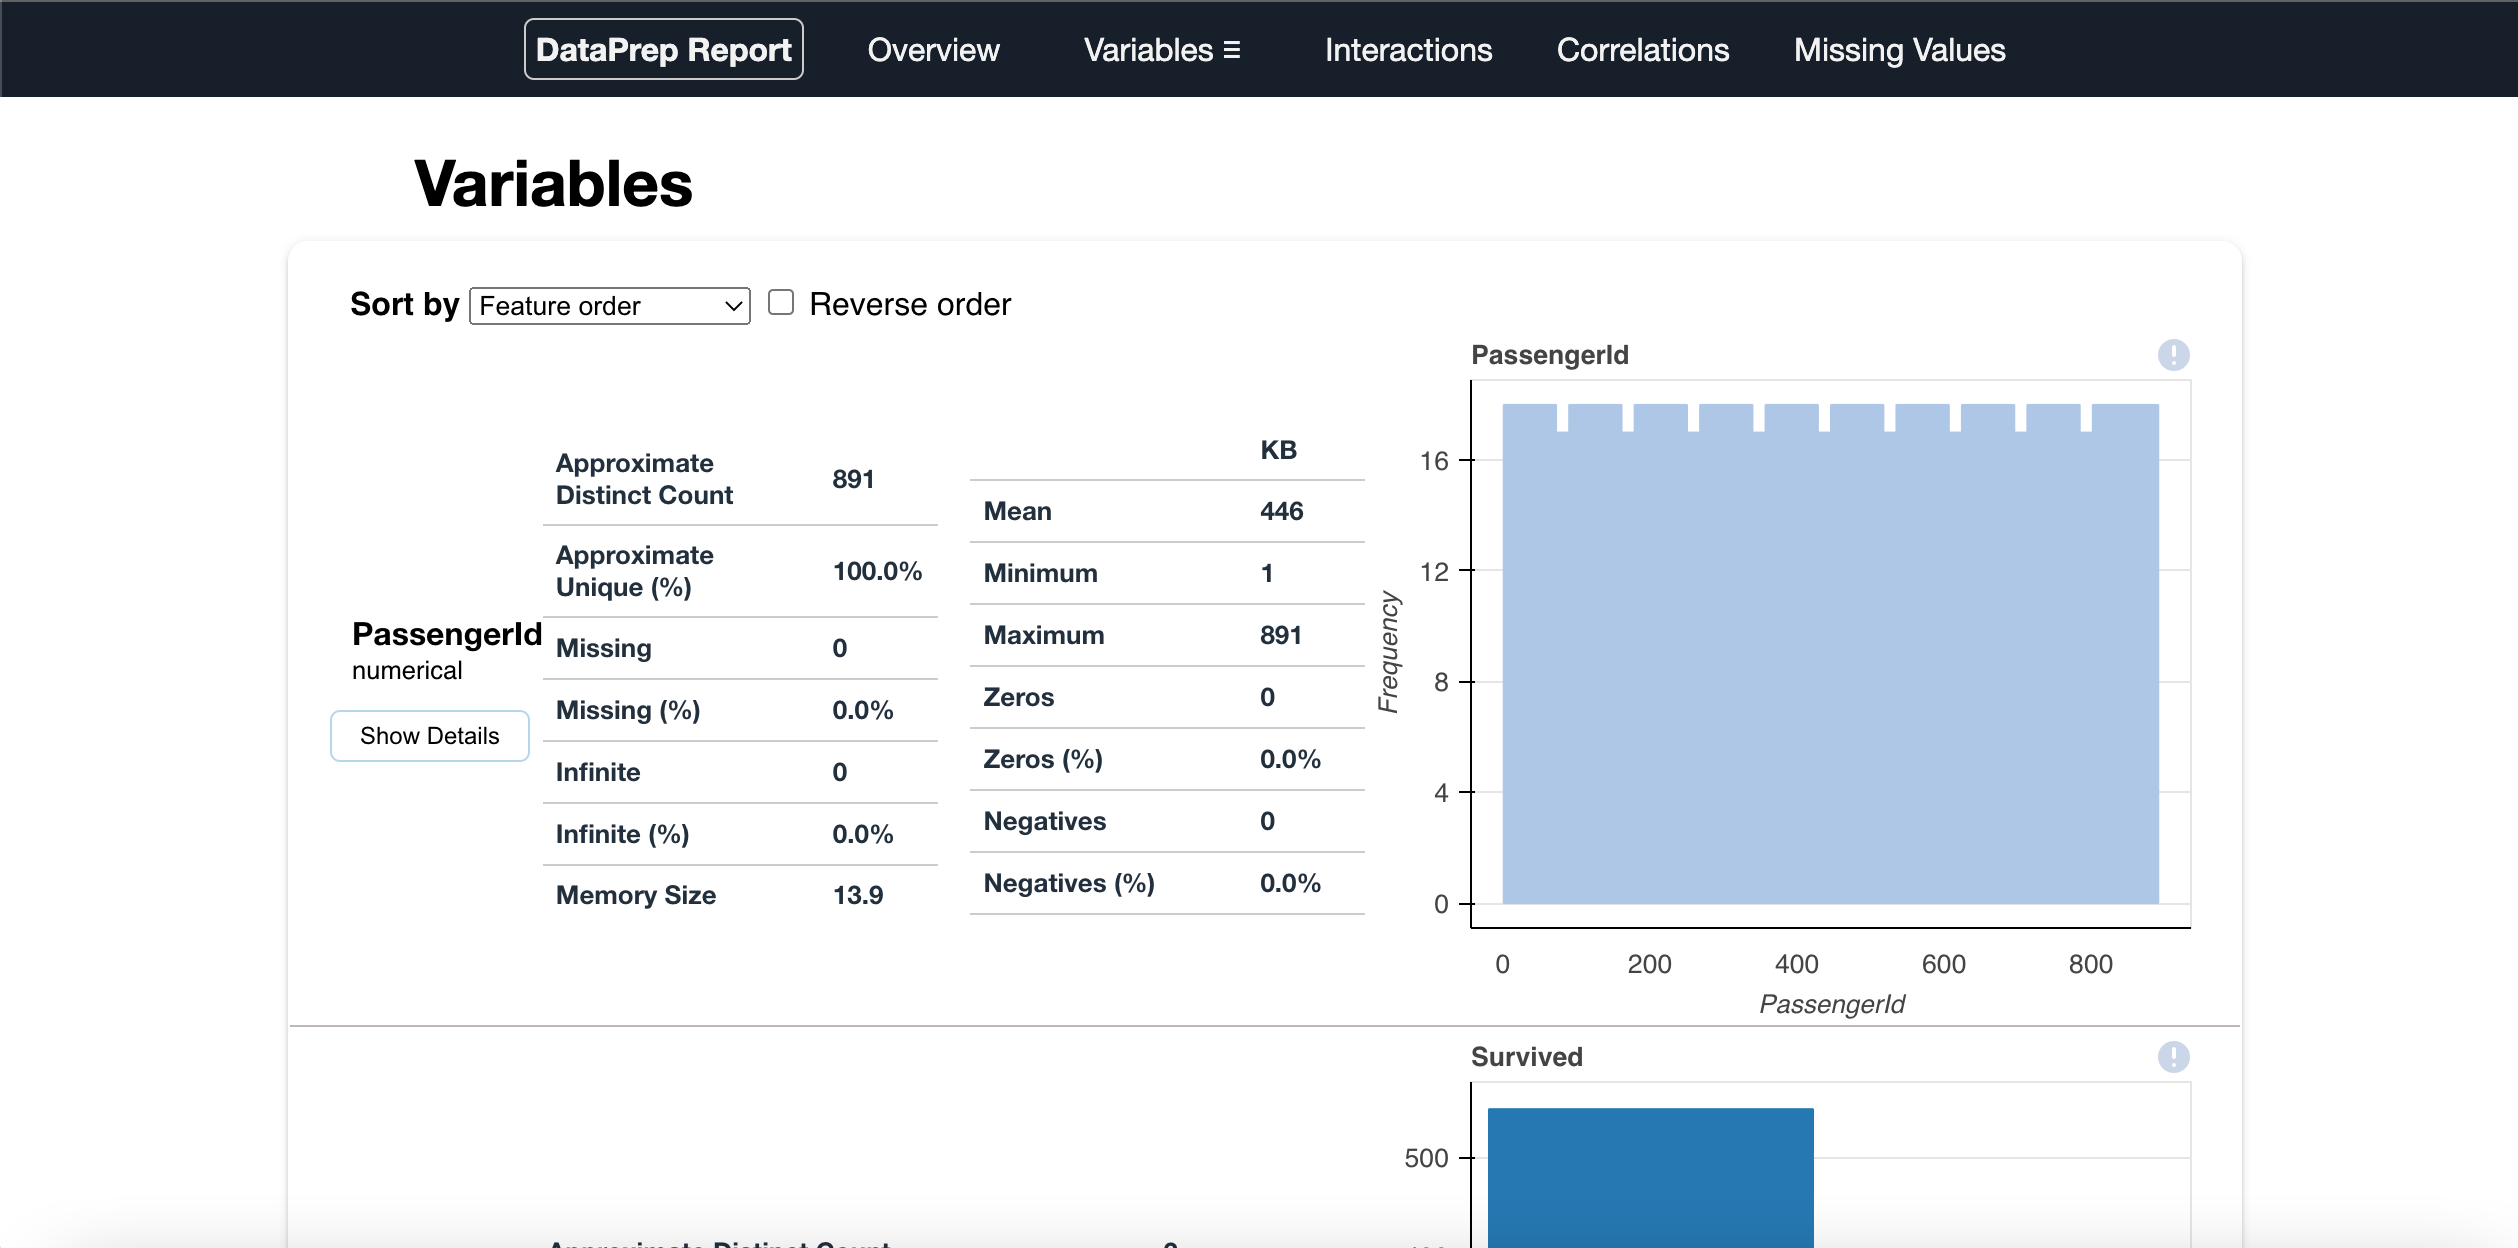 DataPrep Report Overview Variables ☰ Interactions Correlations Missing Values
Variables
Sort by Feature order Reverse order
PassengerId
numerical
Show Details
Approximate
Distinct Count 891
Approximate
Unique (%) 100.0%
Missing 0
Missing (%) 0.0%
Infinite 0
Infinite (%) 0.0%
Memory Size 13.9
KB
Mean 446
Minimum 1
Maximum 891
Zeros 0
Zeros (%) 0.0%
Negatives 0
Negatives (%) 0.0%
PassengerId
!
Frequency
16
12
8
4
0
0 200 400 600 800
PassengerId
Survived
!
500
Approximate Distinct Count